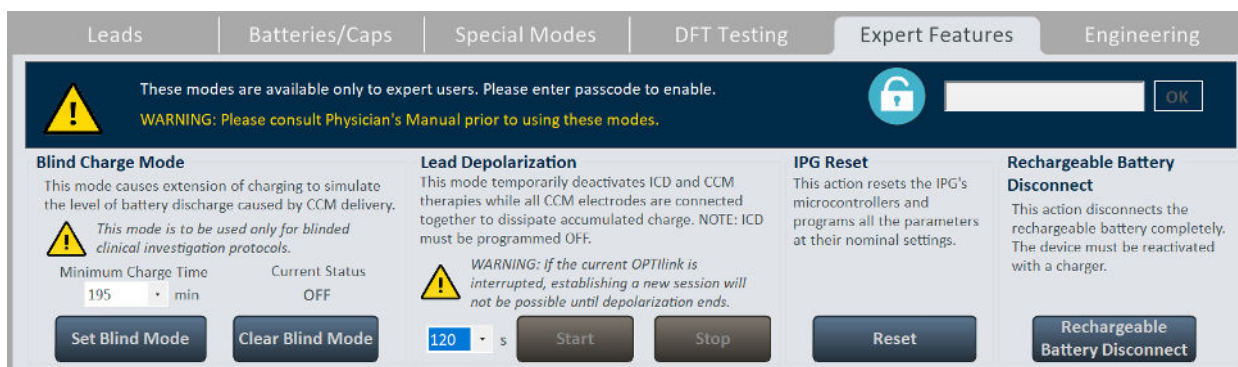 Leads
Batteries/Caps
Special Modes
DFT Testing
Expert Features
Engineering
These modes are available only to expert users. Please enter passcode to enable.
WARNING: Please consult Physician's Manual prior to using these modes.
OK
Blind Charge Mode
This mode causes extension of charging to simulate
the level of battery discharge caused by CCM delivery.
This mode is to be used only for blinded
clinical investigation protocols.
Minimum Charge Time
Current Status
195
min
OFF
Set Blind Mode
Clear Blind Mode
Lead Depolarization
This mode temporarily deactivates ICD and CCM
therapies while all CCM electrodes are connected
together to dissipate accumulated charge. NOTE: ICD
must be programmed OFF.
WARNING: If the current OPTIlink is
interrupted, establishing a new session will
not be possible until depolarization ends.
120
s
Start
Stop
IPG Reset
This action resets the IPG's
microcontrollers and
programs all the parameters
at their nominal settings.
Reset
Rechargeable Battery
Disconnect
This action disconnects the
rechargeable battery completely.
The device must be reactivated
with a charger.
Rechargeable
Battery Disconnect